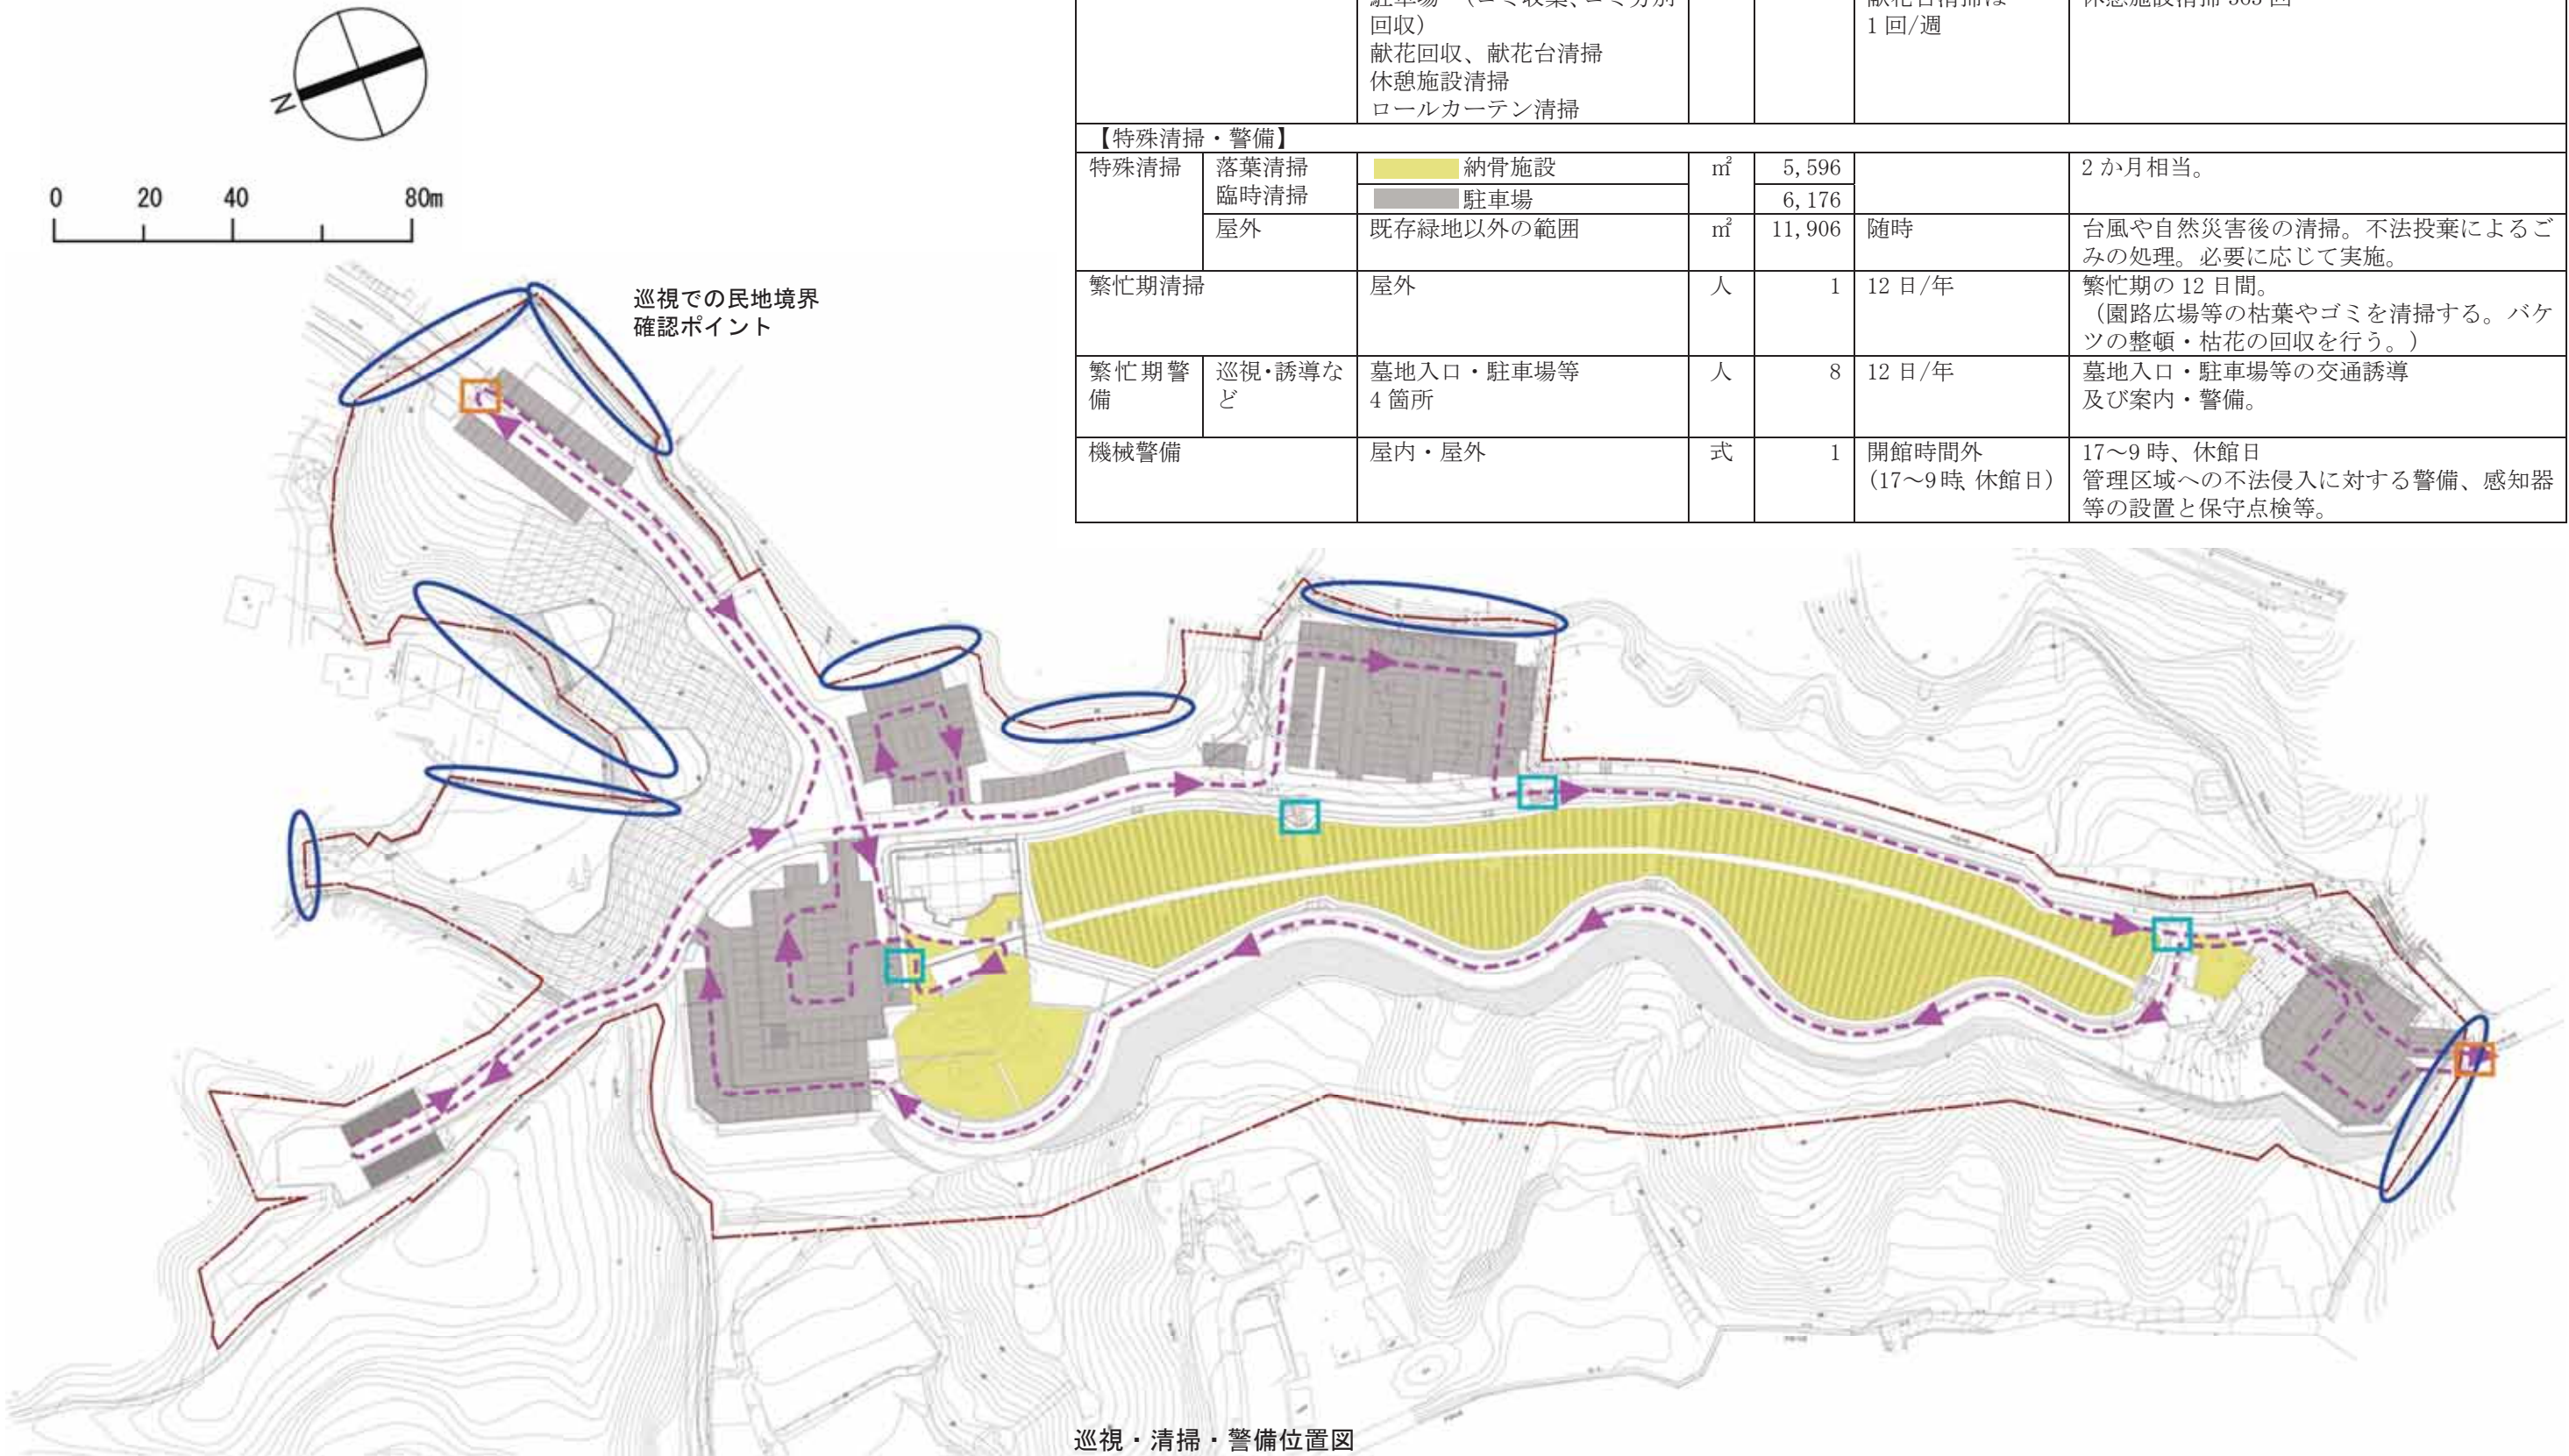 N
0 20 40 80m
巡視での民地境界
確認ポイント
回収)
献花回収、献花台清掃
休憩施設清掃
ロールカーテン清掃
1 回/週
【特殊清掃・警備】
特殊清掃
落葉清掃
臨時清掃
納骨施設
㎡
5,596
2 か月相当。
駐車場
6,176
屋外
既存緑地以外の範囲
㎡
11,906
随時
台風や自然災害後の清掃。不法投棄によるご
みの処理。必要に応じて実施。
繁忙期清掃
屋外
人
1
12 日/年
繁忙期の 12 日間。
(園路広場等の枯葉やゴミを清掃する。バケ
ツの整頓・枯花の回収を行う。)
繁忙期警
備
巡視・誘導な
ど
墓地入口・駐車場等
4 箇所
人
8
12 日/年
墓地入口・駐車場等の交通誘導
及び案内・警備。
機械警備
屋内・屋外
式
1
開館時間外
(17～9時、休館日)
17～9 時、休館日
管理区域への不法侵入に対する警備、感知器
等の設置と保守点検等。
巡視・清掃・警備位置図